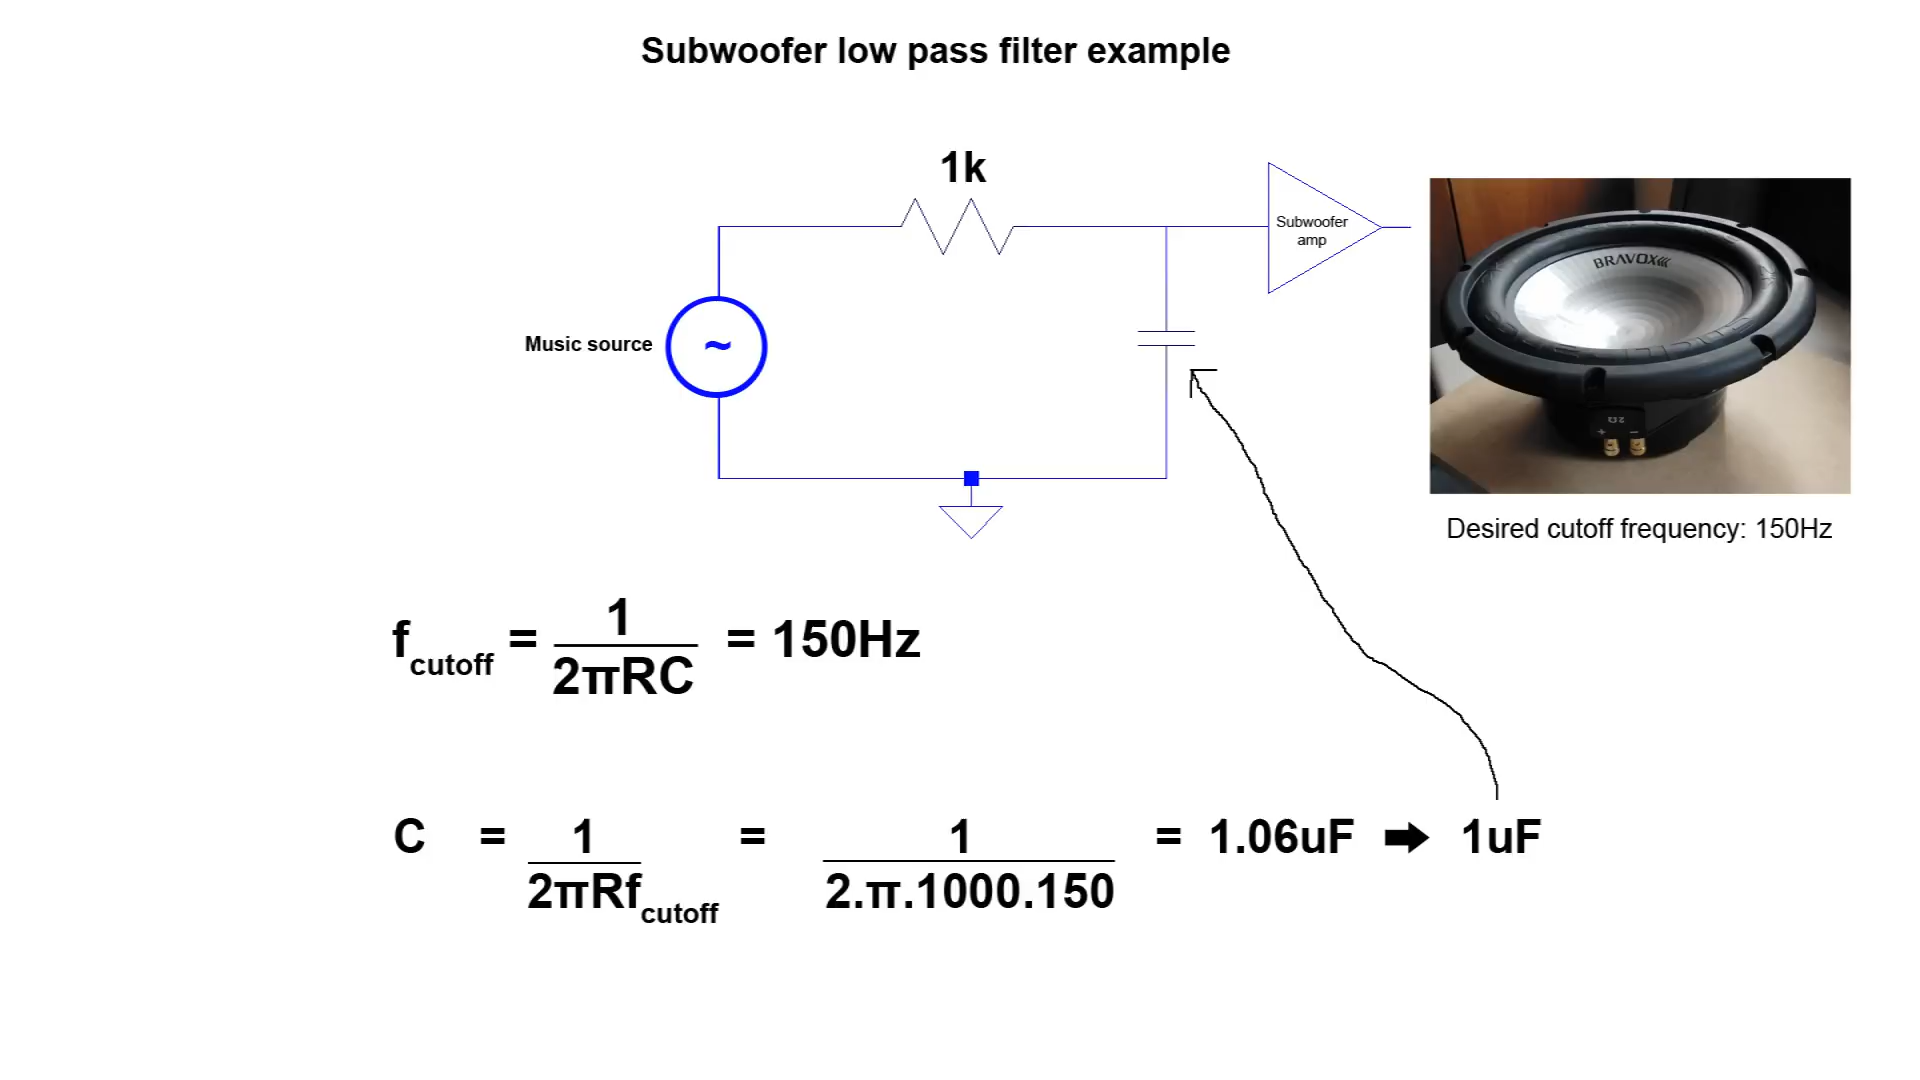 Subwoofer low pass filter example
1k
Subwoofer
amp
BRAVOX
Music source
~
2Ω
+ −
Desired cutoff frequency: 150Hz
f cutoff = 1 / 2πRC = 150Hz
C = 1 / 2πRf cutoff = 1 / 2.π.1000.150 = 1.06uF 🡆 1uF